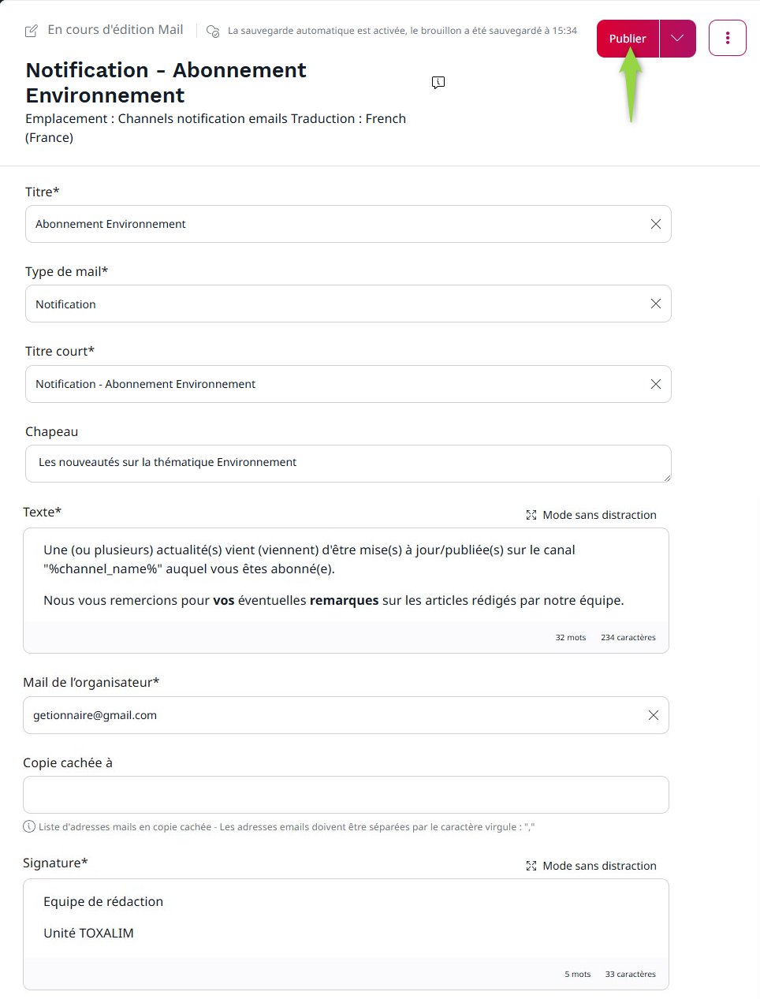 En cours d'édition Mail
La sauvegarde automatique est activée, le brouillon a été sauvegardé à 15:34
Publier
Notification - Abonnement
Environnement
Emplacement : Channels notification emails Traduction : French
(France)
Titre*
Abonnement Environnement
Type de mail*
Notification
Titre court*
Notification - Abonnement Environnement
Chapeau
Les nouveautés sur la thématique Environnement
Texte*
Mode sans distraction
Une (ou plusieurs) actualité(s) vient (viennent) d'être mise(s) à jour/publiée(s) sur le canal
"%channel_name%" auquel vous êtes abonné(e).
Nous vous remercions pour vos éventuelles remarques sur les articles rédigés par notre équipe.
32 mots 234 caractères
Mail de l'organisateur*
getionnaire@gmail.com
Copie cachée à
Liste d'adresses mails en copie cachée - Les adresses emails doivent être séparées par le caractère virgule : ","
Signature*
Mode sans distraction
Equipe de rédaction
Unité TOXALIM
5 mots 33 caractères